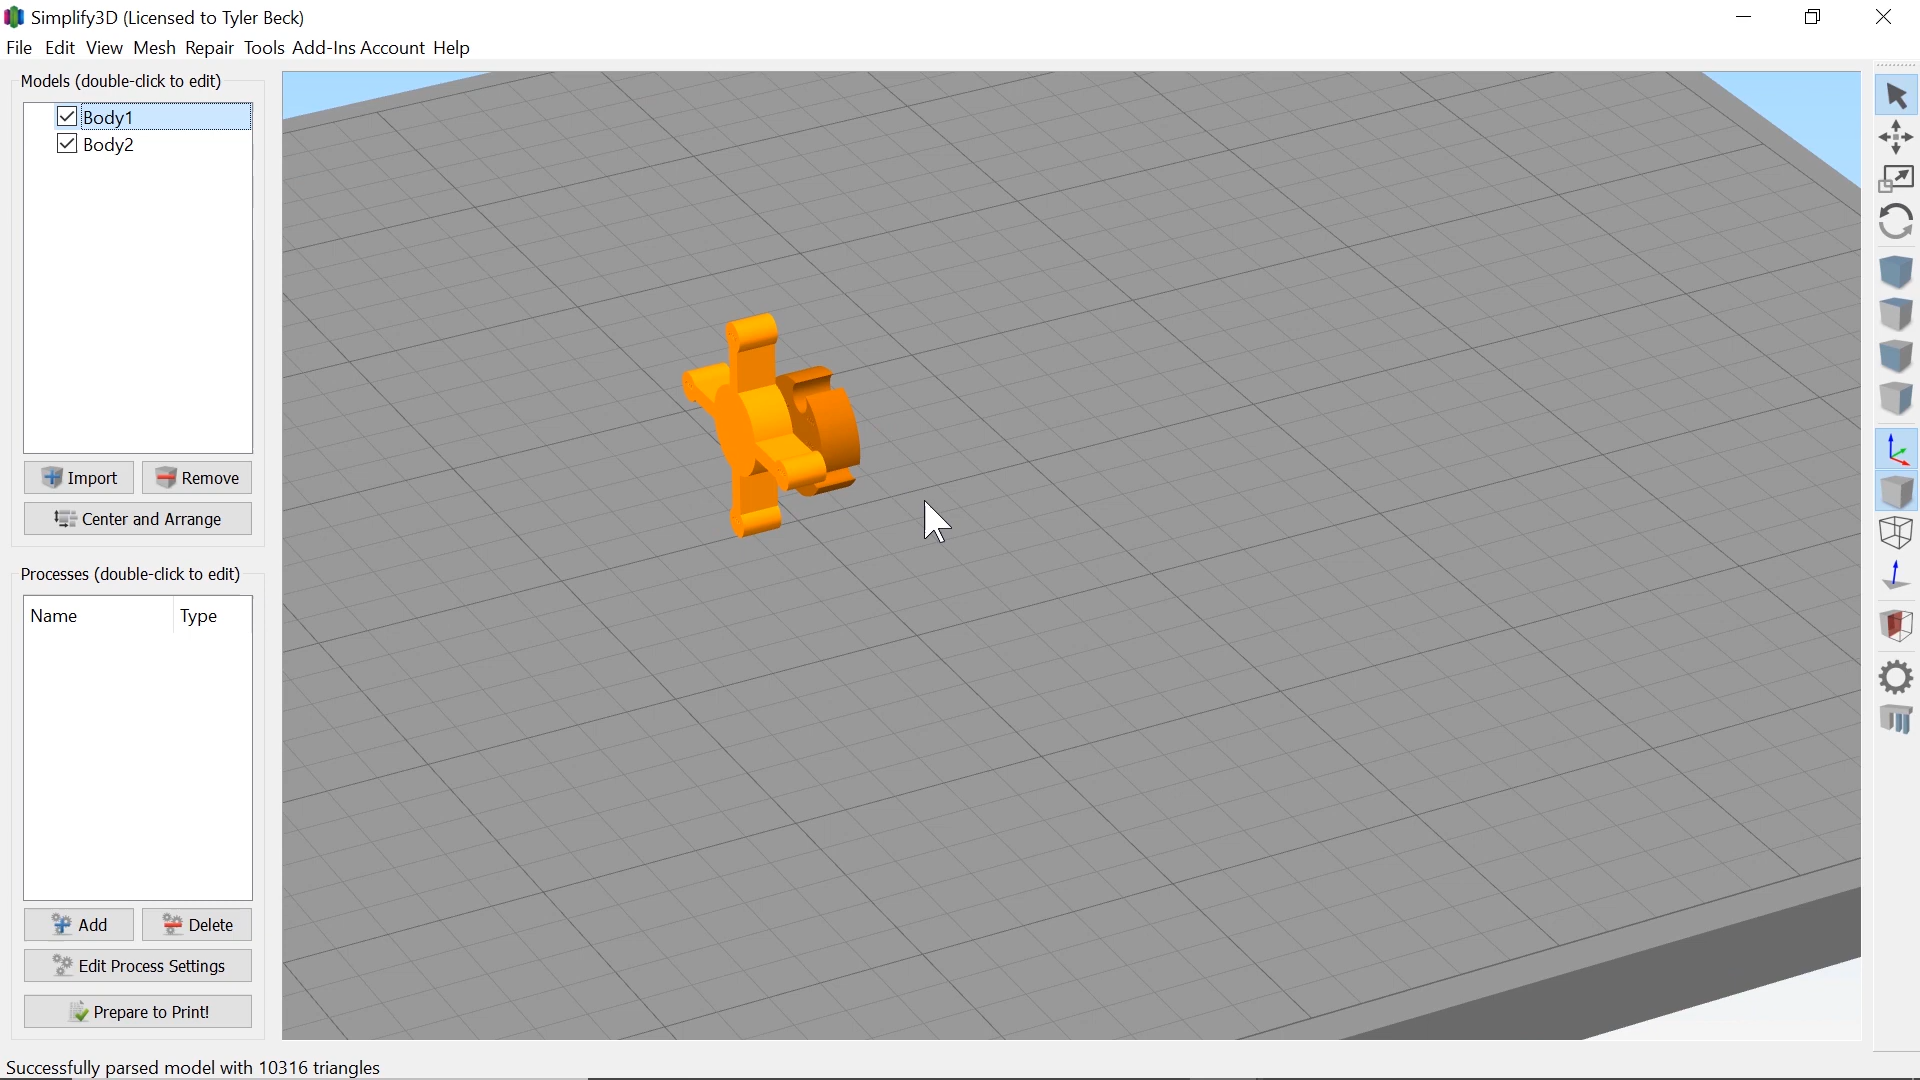 Simplify3D (Licensed to Tyler Beck)
File Edit View Mesh Repair Tools Add-Ins Account Help
Models (double-click to edit)
Body1
Body2
Import Remove
Center and Arrange
Processes (double-click to edit)
Name Type
Add Delete
Edit Process Settings
Prepare to Print!
Successfully parsed model with 10316 triangles